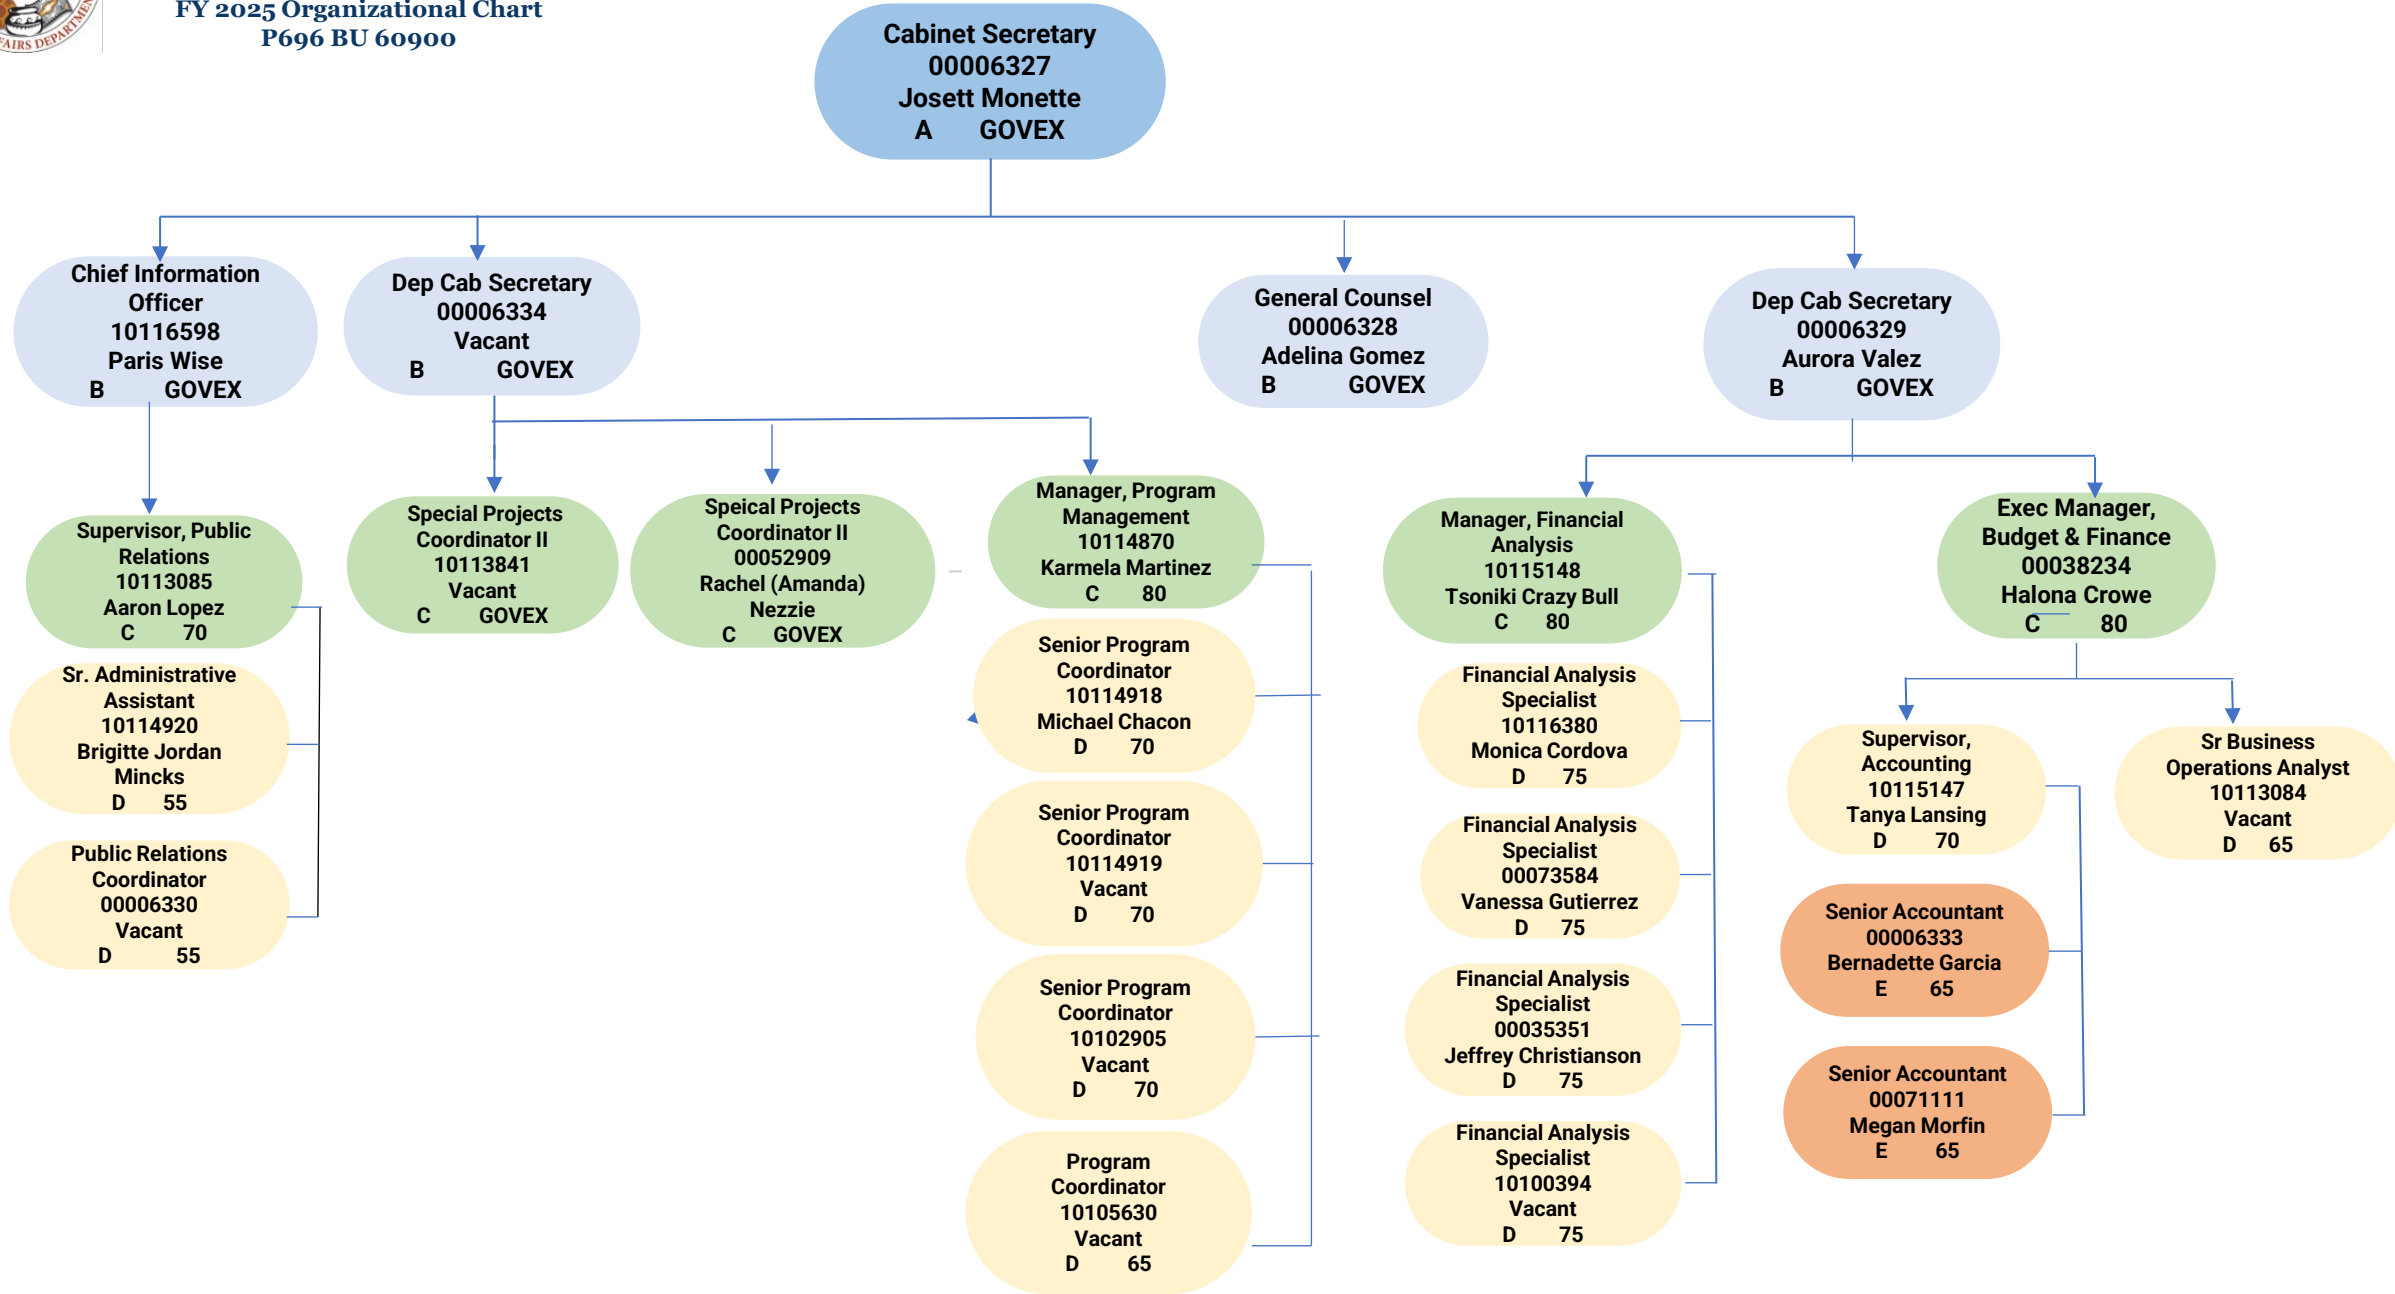 FY 2025 Organizational Chart
P696 BU 60900
AIRS DEPARTMEN
Cabinet Secretary
00006327
Josett Monette
A GOVEX
Chief Information
Officer
10116598
Paris Wise
B GOVEX
Dep Cab Secretary
00006334
Vacant
B GOVEX
General Counsel
00006328
Adelina Gomez
B GOVEX
Dep Cab Secretary
00006329
Aurora Valez
B GOVEX
Supervisor, Public
Relations
10113085
Aaron Lopez
C 70
Sr. Administrative
Assistant
10114920
Brigitte Jordan
Mincks
D 55
Public Relations
Coordinator
00006330
Vacant
D 55
Special Projects
Coordinator II
10113841
Vacant
C GOVEX
Speical Projects
Coordinator II
00052909
Rachel (Amanda)
Nezzie
C GOVEX
Manager, Program
Management
10114870
Karmela Martinez
C 80
Senior Program
Coordinator
10114918
Michael Chacon
D 70
Senior Program
Coordinator
10114919
Vacant
D 70
Senior Program
Coordinator
10102905
Vacant
D 70
Program
Coordinator
10105630
Vacant
D 65
Manager, Financial
Analysis
10115148
Tsoniki Crazy Bull
C 80
Financial Analysis
Specialist
10116380
Monica Cordova
D 75
Financial Analysis
Specialist
00073584
Vanessa Gutierrez
D 75
Financial Analysis
Specialist
00035351
Jeffrey Christianson
D 75
Financial Analysis
Specialist
10100394
Vacant
D 75
Exec Manager,
Budget & Finance
00038234
Halona Crowe
C 80
Supervisor,
Accounting
10115147
Tanya Lansing
D 70
Senior Accountant
00006333
Bernadette Garcia
E 65
Senior Accountant
00071111
Megan Morfin
E 65
Sr Business
Operations Analyst
10113084
Vacant
D 65